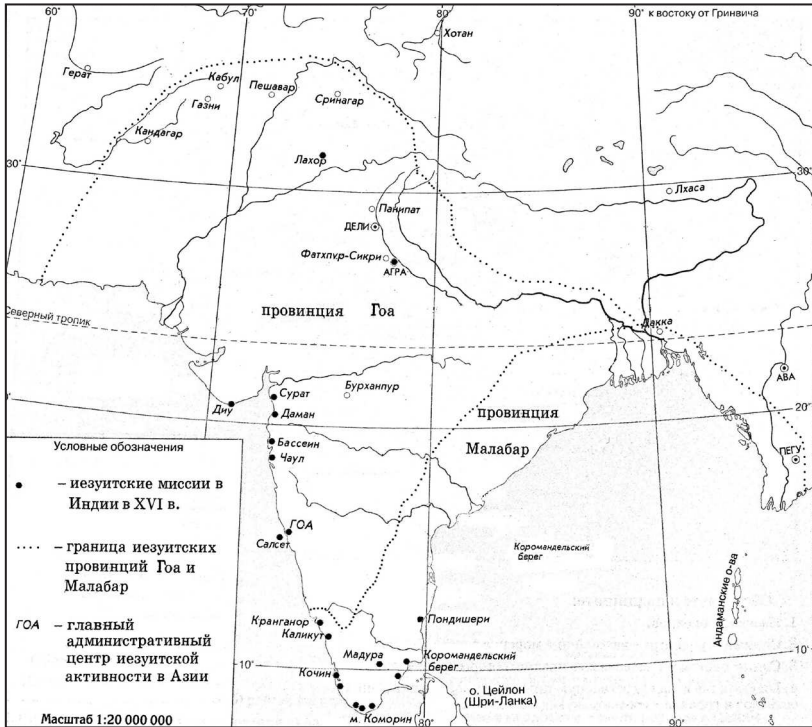 60°
70°
80°
90° к востоку от Гринвича
Хотан
Герат
Кабул
Пешавар
Сринагар
Газни
Кандагар
30°
Лахор
30°
Лхаса
Панипат
ДЕЛИ
Фатхпур-Сикри
АГРА
провинция Гоа
Северный тропик
Дакка
АВА
Бурханпур
Сурат
Диу
Даман
20°
провинция
Малабар
Бассеин
Чаул
ПЕГУ
Условные обозначения
– иезуитские миссии в
Индии в XVI в.
– граница иезуитских
провинций Гоа и
Малабар
ГОА – главный
административный
центр иезуитской
активности в Азии
Масштаб 1:20 000 000
ГОА
Салсет
Коромандельский
берег
Андаманские о-ва
Кранганор
Каликут
Пондишери
10°
Мадура
Коромандельский
берег
10°
Кочин
о. Цейлон
(Шри-Ланка)
м. Коморин
80°
90°